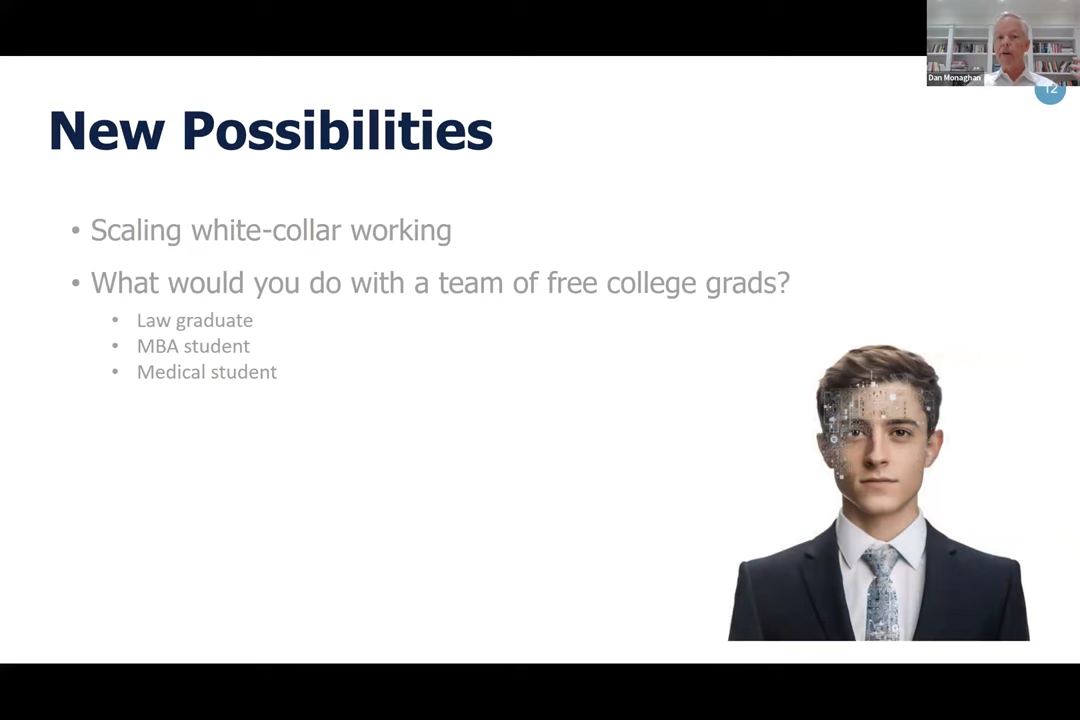 Dan Monaghan
12
New Possibilities
• Scaling white-collar working
• What would you do with a team of free college grads?
• Law graduate
• MBA student
• Medical student